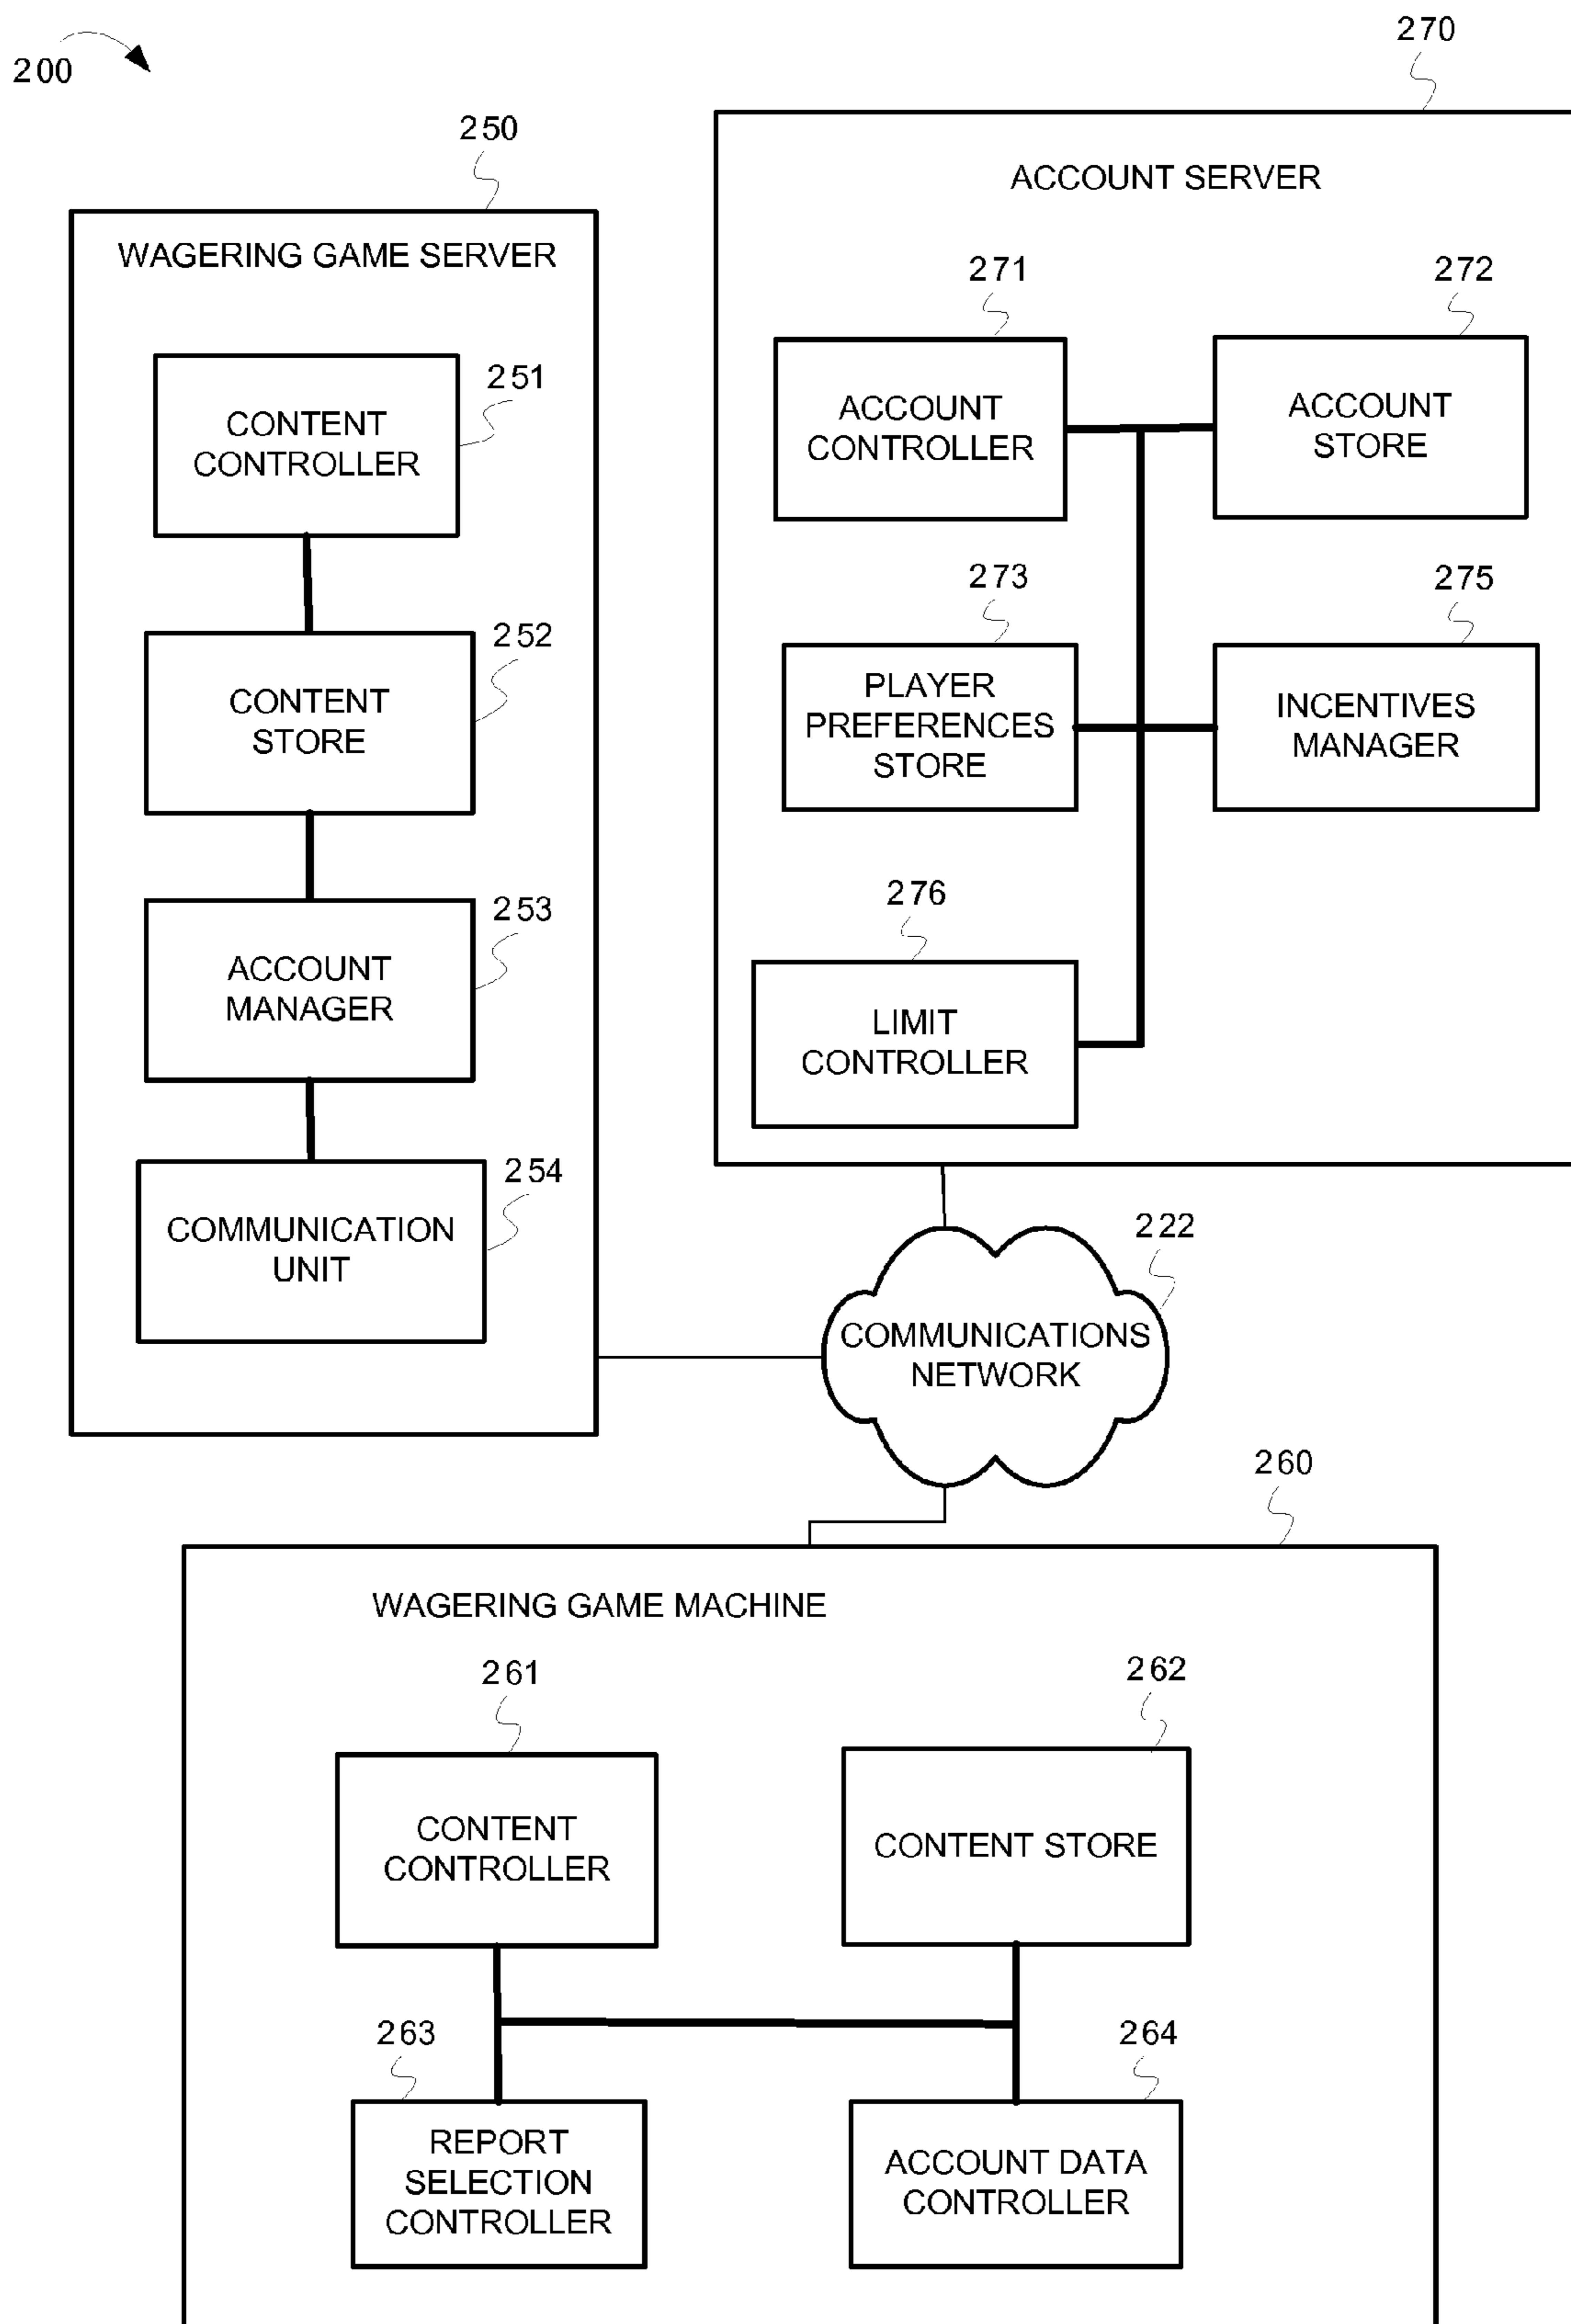 200
270
250
ACCOUNT SERVER
WAGERING GAME SERVER
271
272
251
CONTENT
CONTROLLER
ACCOUNT
CONTROLLER
ACCOUNT
STORE
273
275
252
CONTENT
STORE
PLAYER
PREFERENCES
STORE
INCENTIVES
MANAGER
276
253
ACCOUNT
MANAGER
LIMIT
CONTROLLER
254
COMMUNICATION
UNIT
222
COMMUNICATIONS
NETWORK
260
WAGERING GAME MACHINE
261
262
CONTENT
CONTROLLER
CONTENT STORE
263
264
REPORT
SELECTION
CONTROLLER
ACCOUNT DATA
CONTROLLER